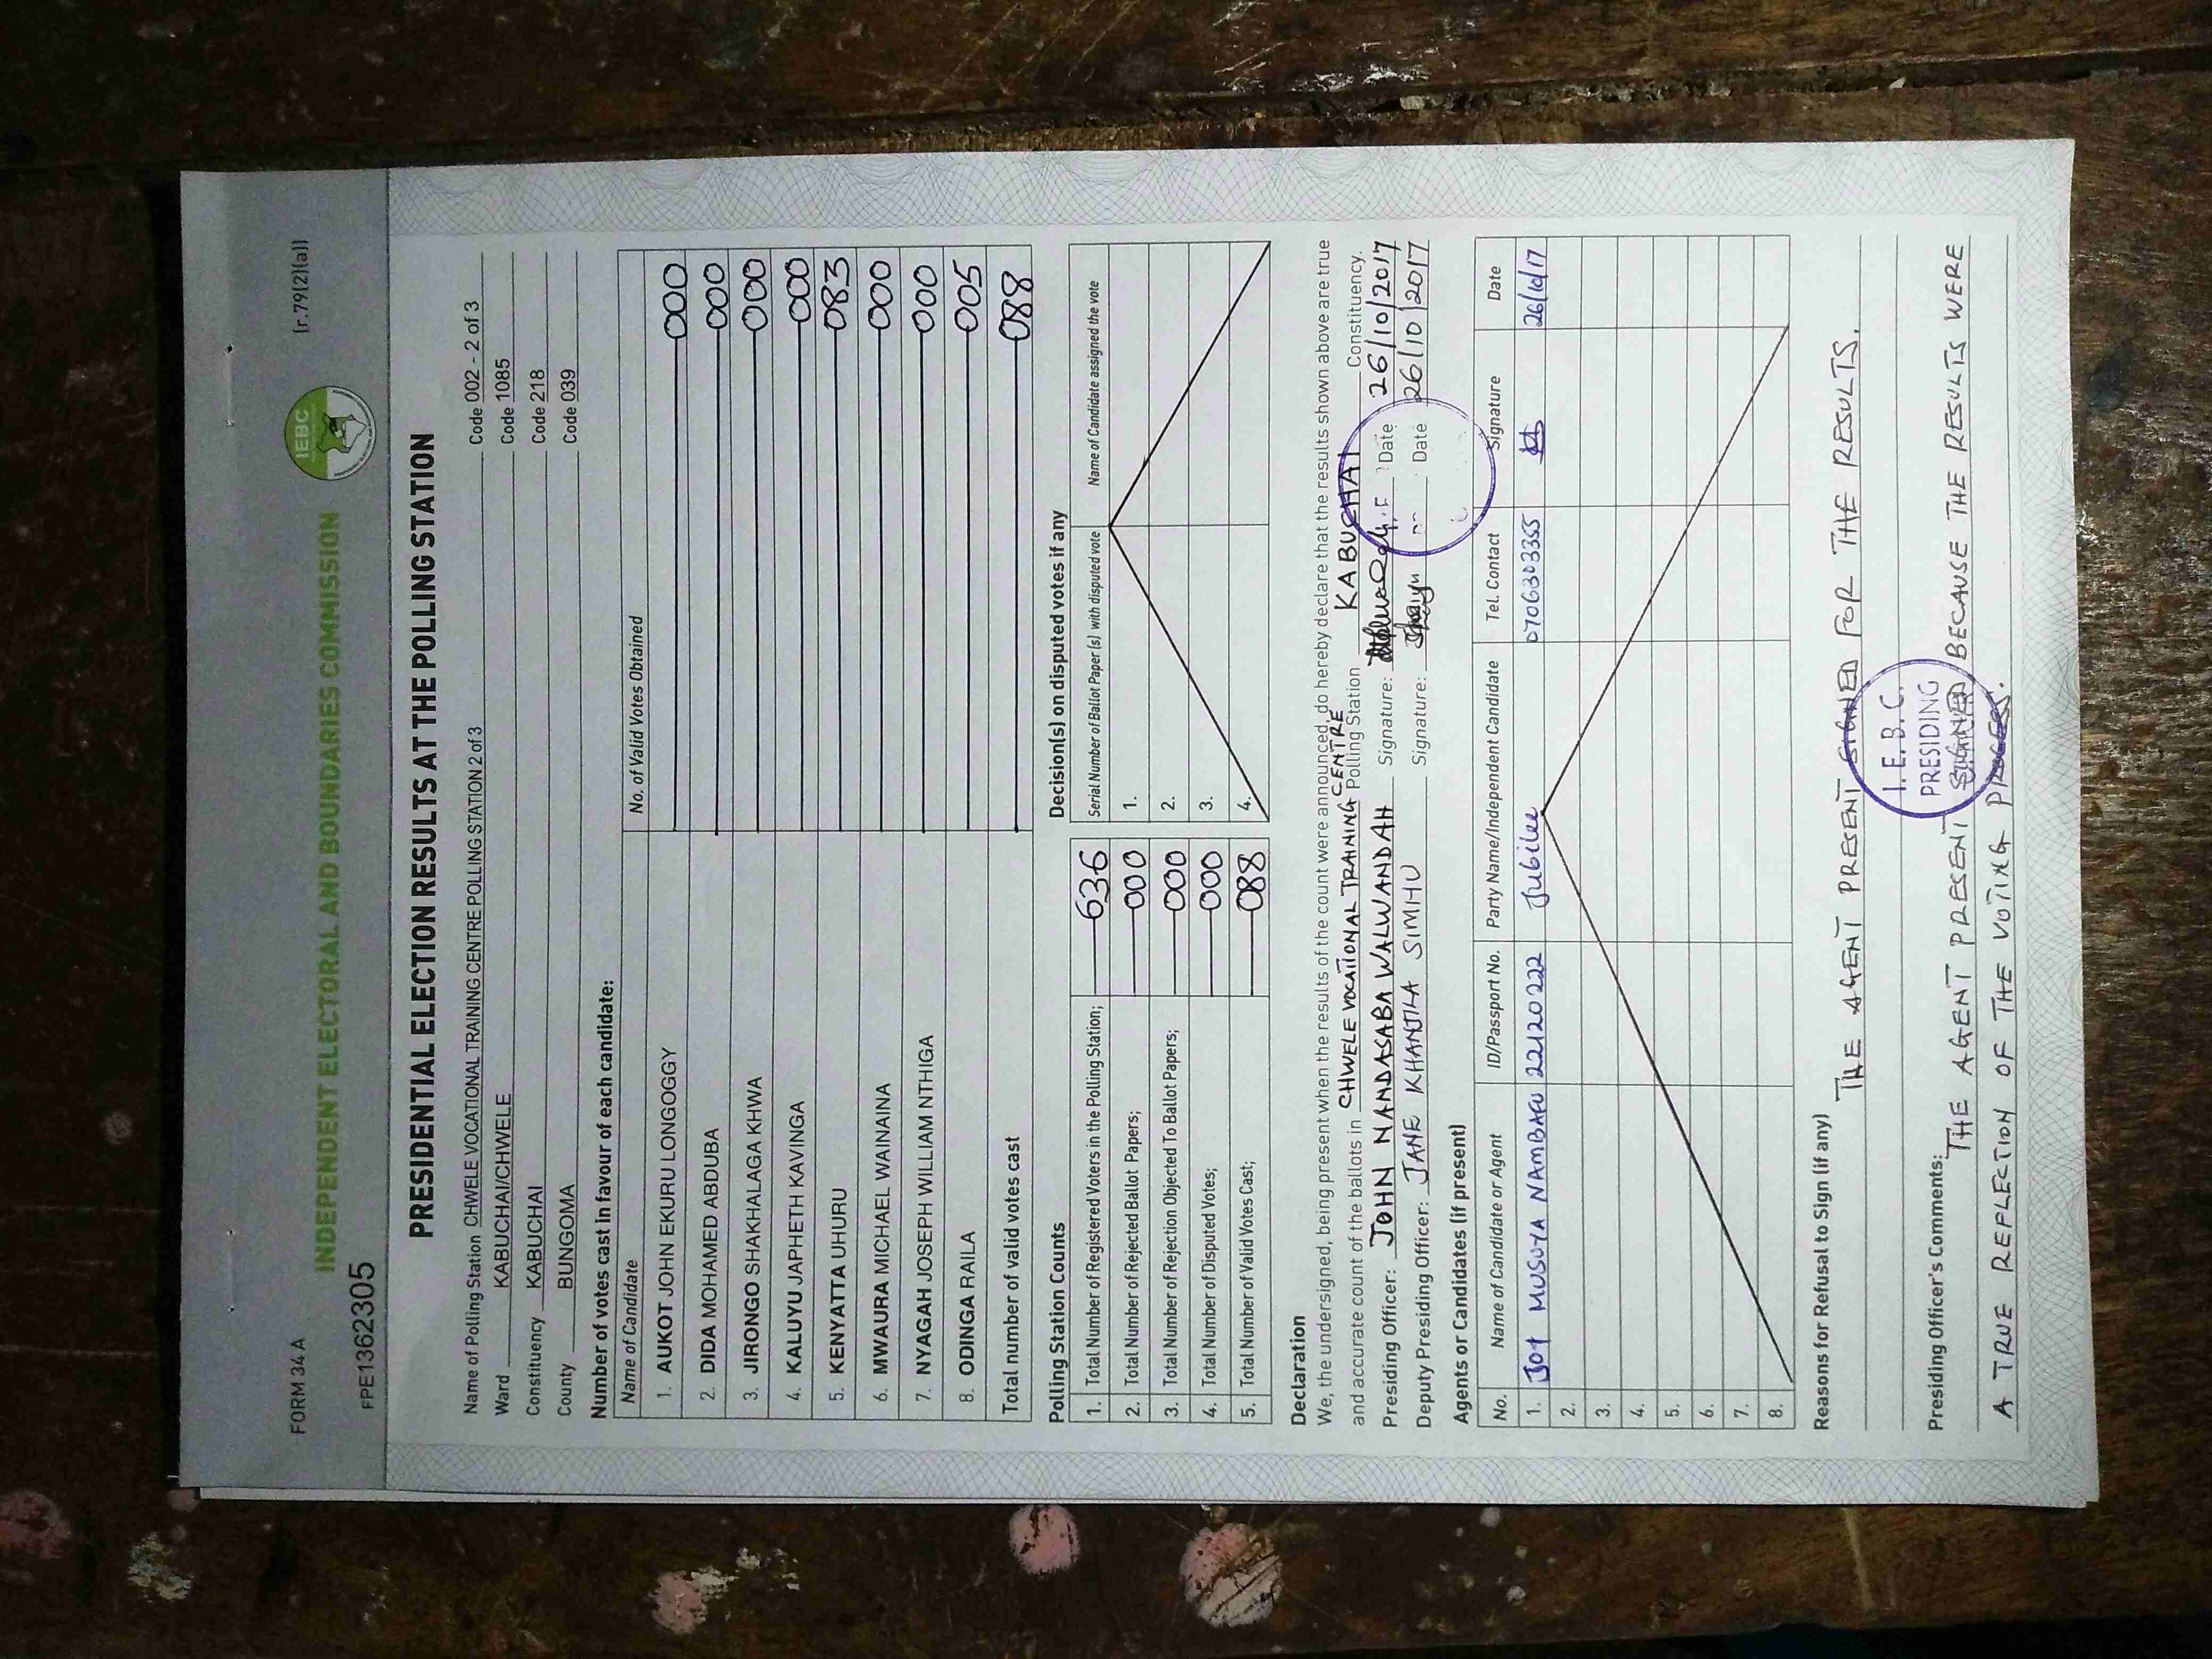 FORM 34 A
(r.79(2)(a))
INDEPENDENT ELECTORAL AND BOUNDARIES COMMISSION
IEBC
FPE1362305
PRESIDENTIAL ELECTION RESULTS AT THE POLLING STATION
Name of Polling Station CHWELE VOCATIONAL TRAINING CENTRE POLLING STATION 2 of 3 Code 002 - 2 of 3
Ward KABUCHAI/CHWELE Code 1085
Constituency KABUCHAI Code 218
County BUNGOMA Code 039
Number of votes cast in favour of each candidate:
Name of Candidate No. of Valid Votes Obtained
1. AUKOT JOHN EKURU LONGOGGY 000
2. DIDA MOHAMED ABDUBA 000
3. JIRONGO SHAKHALAGA KHWA 000
4. KALUYU JAPHETH KAVINGA 000
5. KENYATTA UHURU 083
6. MWAURA MICHAEL WAINAINA 000
7. NYAGAH JOSEPH WILLIAM NTHIGA 000
8. ODINGA RAILA 005
Total number of valid votes cast 088
Polling Station Counts
1. Total Number of Registered Voters in the Polling Station; 636
2. Total Number of Rejected Ballot Papers; 000
3. Total Number of Rejection Objected To Ballot Papers; 000
4. Total Number of Disputed Votes; 000
5. Total Number of Valid Votes Cast; 088
Decision(s) on disputed votes if any
Serial Number of Ballot Paper (s) with disputed vote Name of Candidate assigned the vote
1.
2.
3.
4.
Declaration
We, the undersigned, being present when the results of the count were announced, do hereby declare that the results shown above are true
and accurate count of the ballots in CHWELE VOCATIONAL TRAINING CENTRE Polling Station KABUCHAI Constituency.
Presiding Officer: JOHN NANDASABA WALWANDAH Signature: Date 26/10/2017
Deputy Presiding Officer: JANE KHANJILA SIMIHU Signature: Date 26/10/2017
Agents or Candidates (if present)
No. Name of Candidate or Agent ID/Passport No. Party Name/Independent Candidate Tel. Contact Signature Date
1. MUSUYA NAMBAFU 22120222 Jubilee 0706303355 26/10/17
2.
3.
4.
5.
6.
7.
8.
Reasons for Refusal to Sign (if any)
THE AGENT PRESENT SIGNED FOR THE RESULTS.
I.E.B.C.
PRESIDING
Presiding Officer's Comments:
THE AGENT PRESENT SIGNED BECAUSE THE RESULTS WERE
A TRUE REFLECTION OF THE VOTING PROCESS.